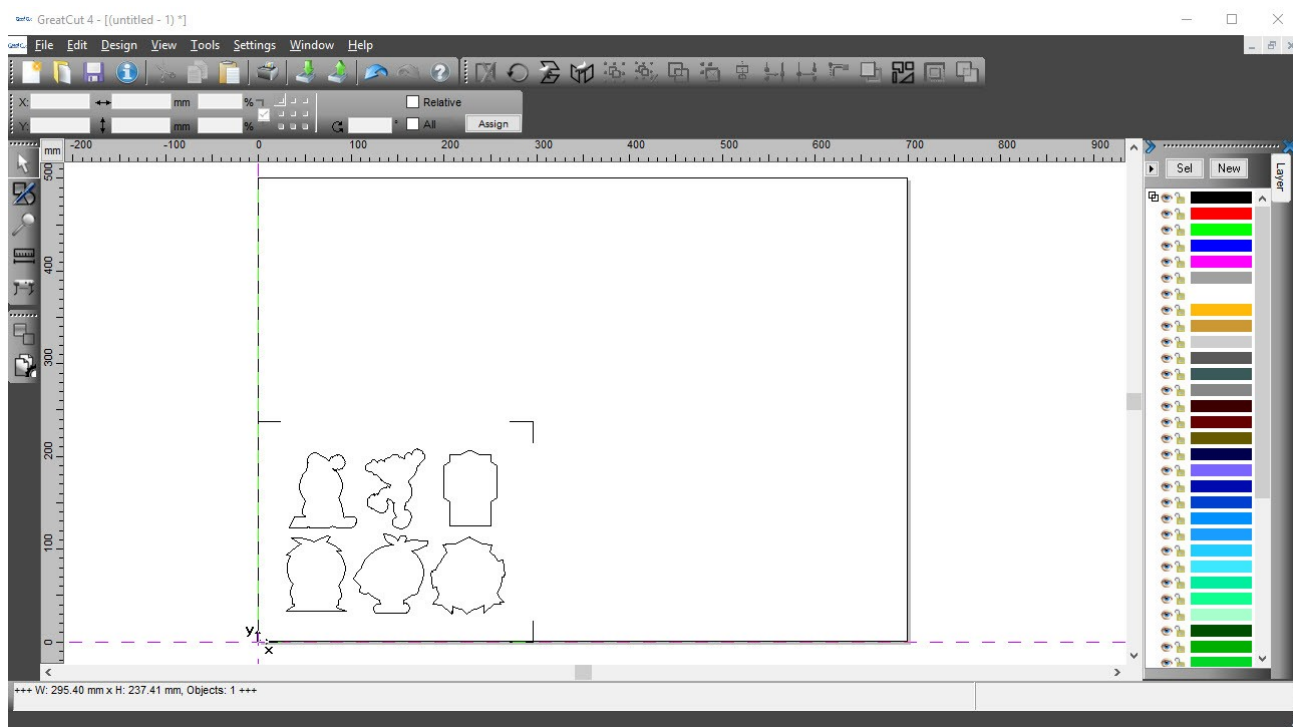 GreatCut 4 - [(untitled - 1) *]
File Edit Design View Tools Settings Window Help
X: mm % Relative
Y: mm % ° All Assign
mm -200 -100 0 100 200 300 400 500 600 700 800 900
Sel New
Layer
500
400
300
200
100
0
Y
X
+++ W: 295.40 mm x H: 237.41 mm, Objects: 1 +++